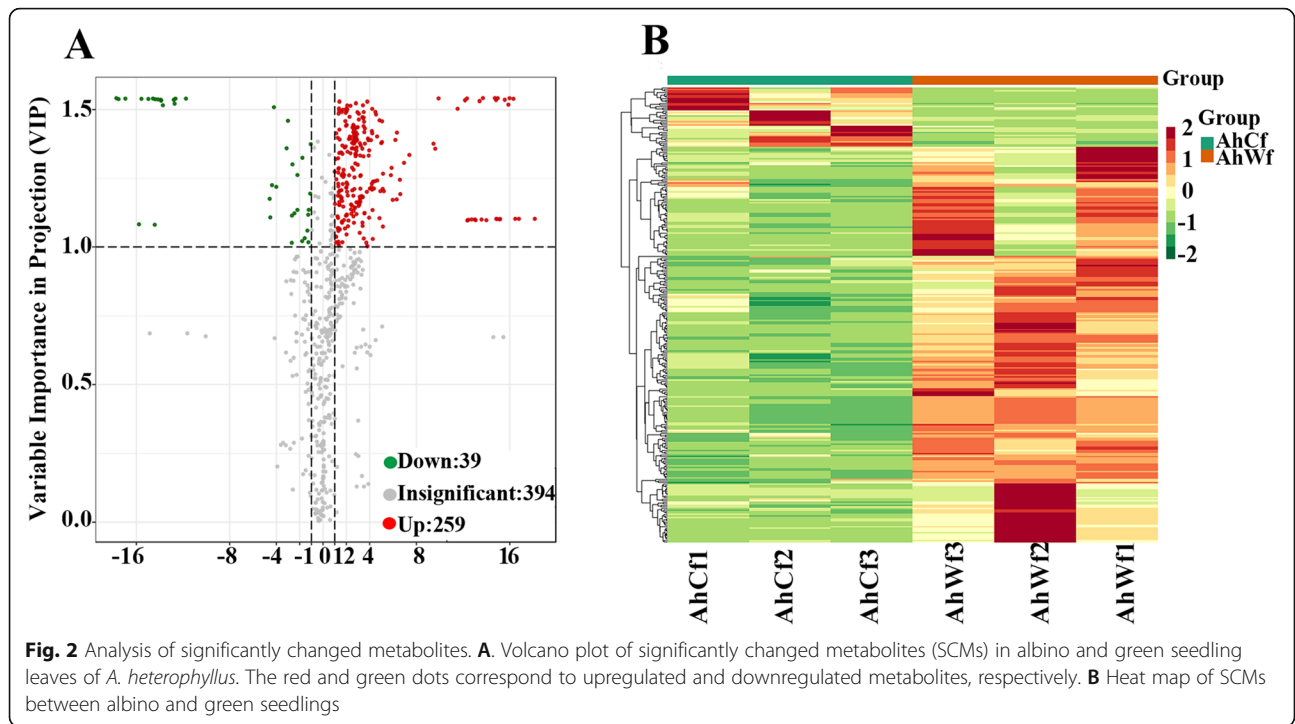 A
Variable Importance in Projection (VIP)
1.5
1.0
0.5
0.0
Down:39
Insignificant:394
Up:259
-16 -8 -4 -1 0 1 2 4 8 16
B
Group
Group
AhCf
AhWf
2
1
0
-1
-2
AhCf1 AhCf2 AhCf3 AhWf3 AhWf2 AhWf1
Fig. 2 Analysis of significantly changed metabolites. A. Volcano plot of significantly changed metabolites (SCMs) in albino and green seedling
leaves of A. heterophyllus. The red and green dots correspond to upregulated and downregulated metabolites, respectively. B Heat map of SCMs
between albino and green seedlings